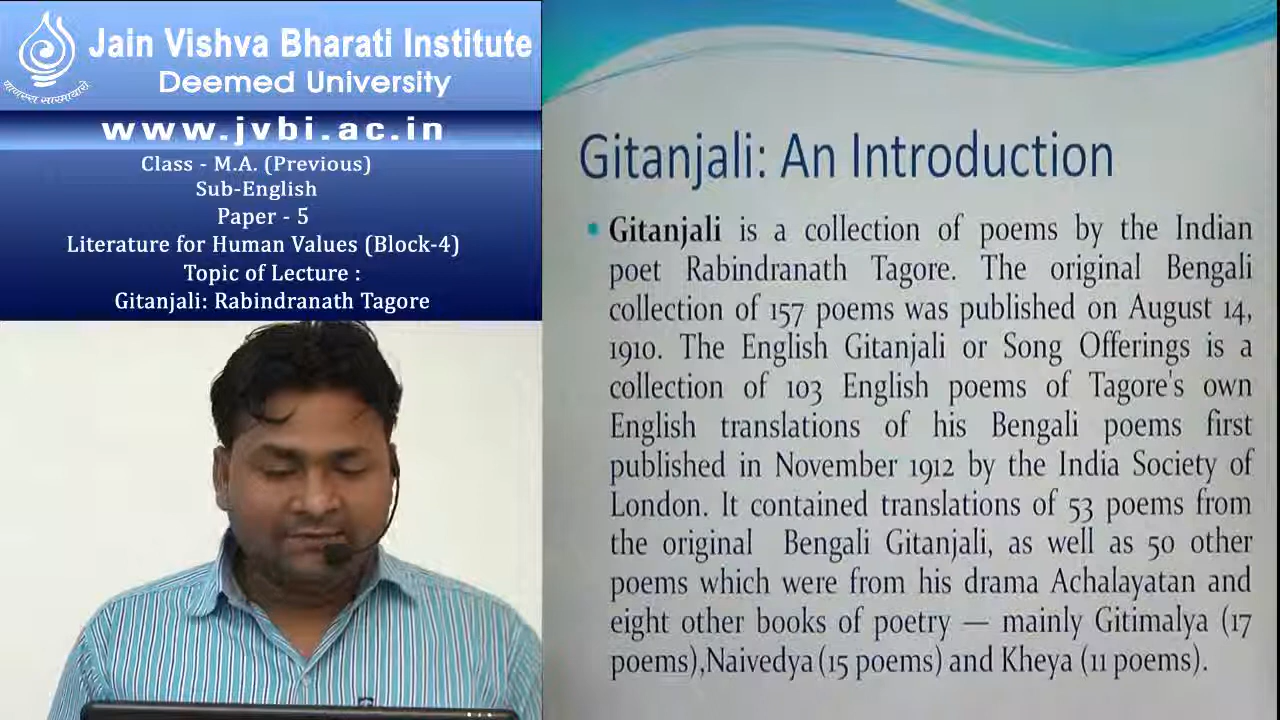 Jain Vishva Bharati Institute
Deemed University
www.jvbi.ac.in
Class - M.A. (Previous)
Sub-English
Paper - 5
Literature for Human Values (Block-4)
Topic of Lecture :
Gitanjali: Rabindranath Tagore
Gitanjali: An Introduction
Gitanjali is a collection of poems by the Indian
poet Rabindranath Tagore. The original Bengali
collection of 157 poems was published on August 14,
1910. The English Gitanjali or Song Offerings is a
collection of 103 English poems of Tagore's own
English translations of his Bengali poems first
published in November 1912 by the India Society of
London. It contained translations of 53 poems from
the original Bengali Gitanjali, as well as 50 other
poems which were from his drama Achalayatan and
eight other books of poetry — mainly Gitimalya (17
poems),Naivedya (15 poems) and Kheya (11 poems).